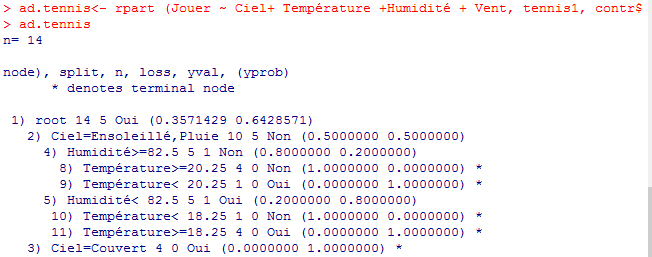 > ad.tennis<- rpart (Jouer ~ Ciel+ Température +Humidité + Vent, tennis1, contr$
> ad.tennis
n= 14

node), split, n, loss, yval, (yprob)
      * denotes terminal node

 1) root 14 5 Oui (0.3571429 0.6428571)
   2) Ciel=Ensoleillé,Pluie 10 5 Non (0.5000000 0.5000000)
     4) Humidité>=82.5 5 1 Non (0.8000000 0.2000000)
       8) Température>=20.25 4 0 Non (1.0000000 0.0000000) *
       9) Température< 20.25 1 0 Oui (0.0000000 1.0000000) *
     5) Humidité< 82.5 5 1 Oui (0.2000000 0.8000000)
      10) Température< 18.25 1 0 Non (1.0000000 0.0000000) *
      11) Température>=18.25 4 0 Oui (0.0000000 1.0000000) *
   3) Ciel=Couvert 4 0 Oui (0.0000000 1.0000000) *